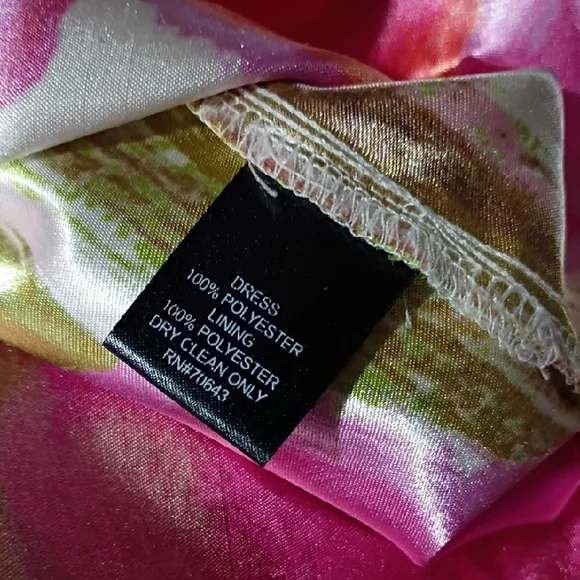 DRESS
100% POLYESTER
LINING
100% POLYESTER
DRY CLEAN ONLY
RN#70643